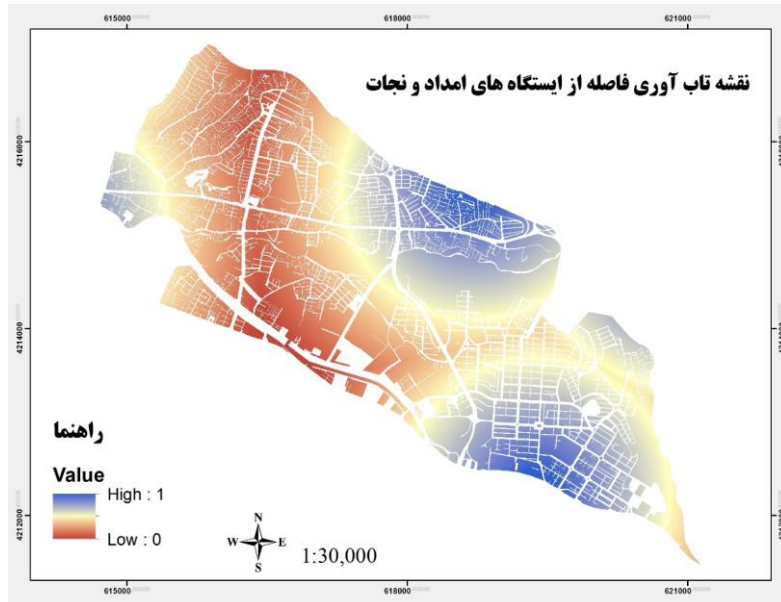 615000 618000 621000
نقشه تاب آوری فاصله از ایستگاه های امداد و نجات
4216000
4214000
4212000
راهنما
Value
High : 1
Low : 0
N
W E
S
1:30,000
615000 618000 621000